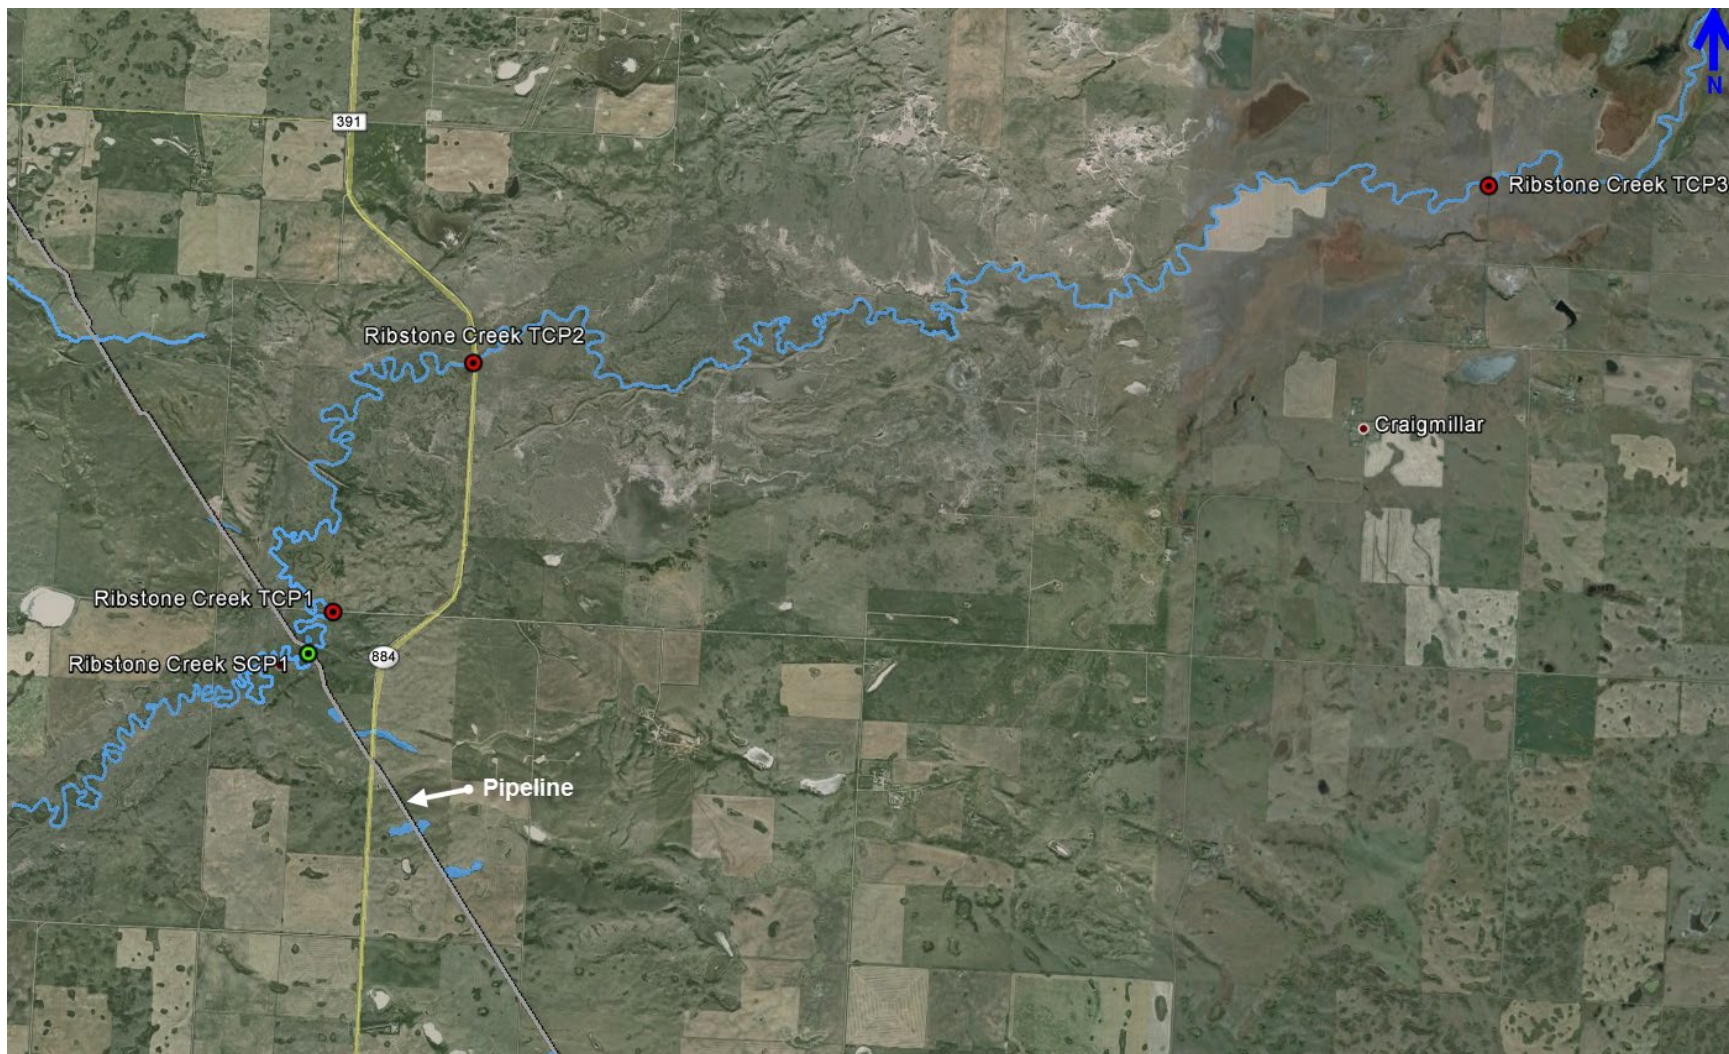 N
391
Ribstone Creek TCP3
Ribstone Creek TCP2
Craigmillar
Ribstone Creek TCP1
884
Ribstone Creek SCP1
Pipeline